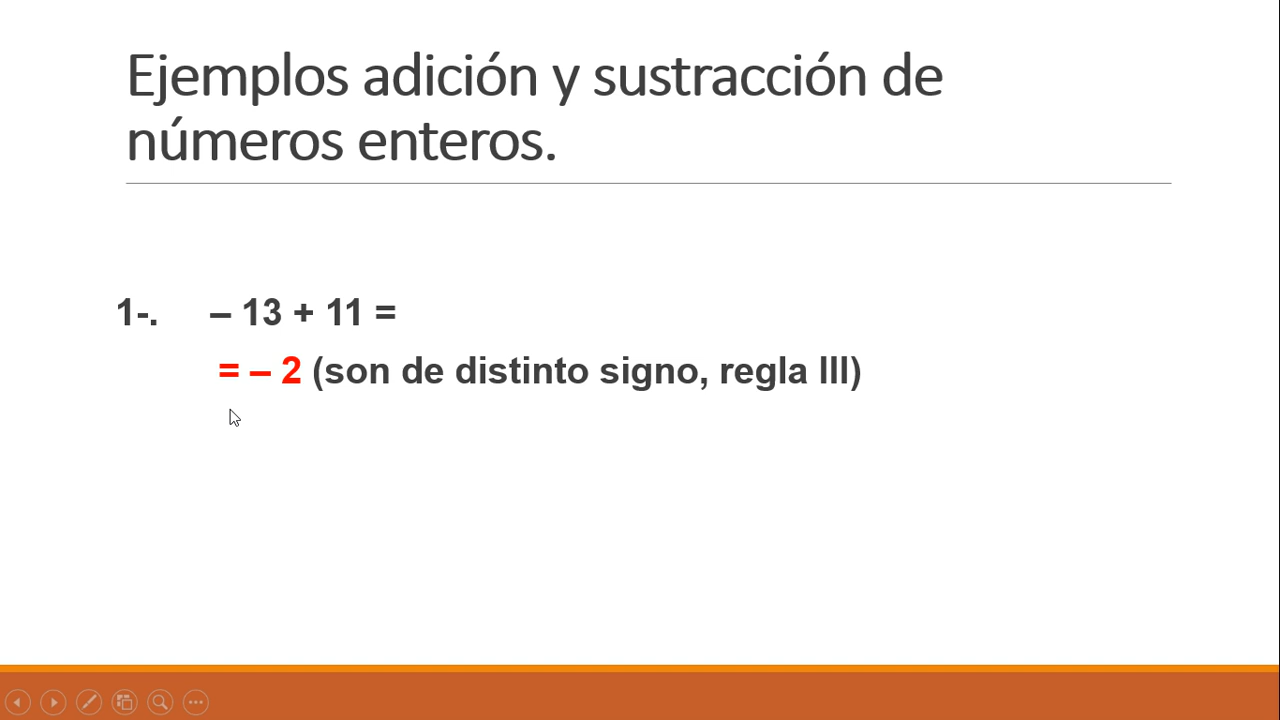 Ejemplos adición y sustracción de
números enteros.
1-. – 13 + 11 =
= – 2 (son de distinto signo, regla III)